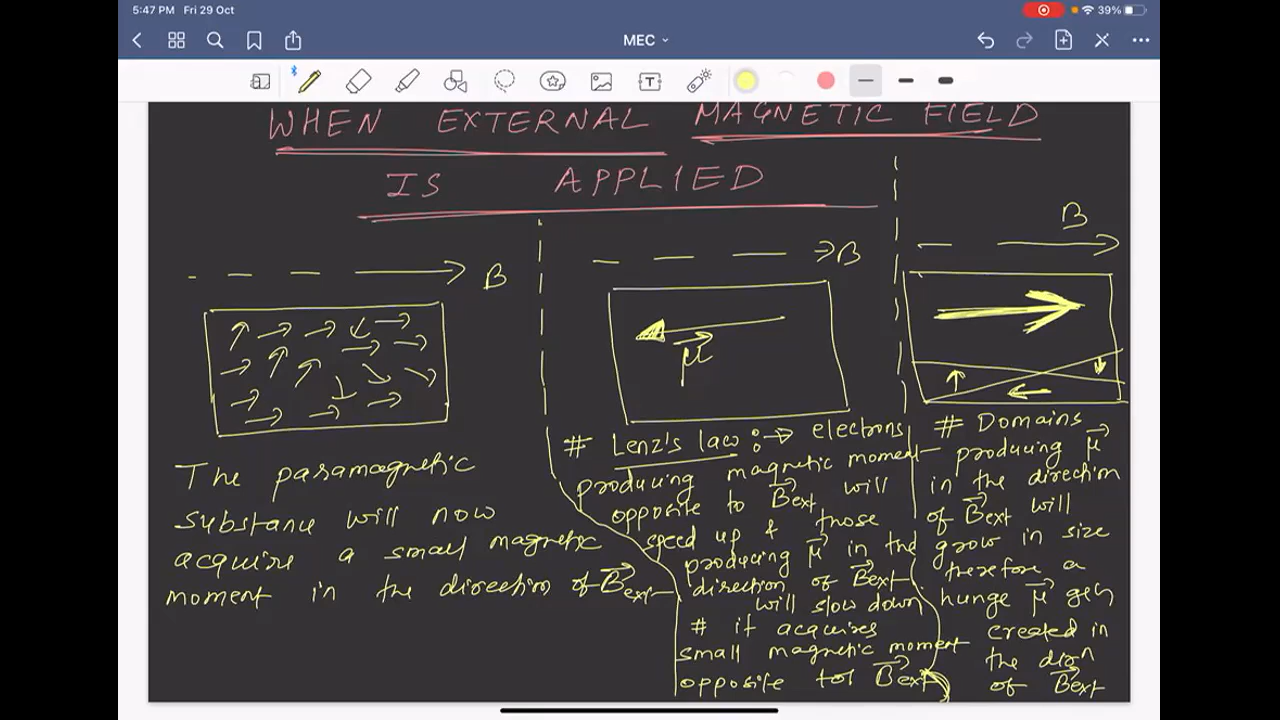 5:47 PM Fri 29 Oct
39%
MEC
WHEN EXTERNAL MAGNETIC FIELD
IS APPLIED
B
The paramagnetic
substance will now
acquire a small magnetic
moment in the direction of Bext
B
μ
# Lenz's law :→ electrons
producing magnetic moment
opposite to Bext will
speed up & those
producing μ in the
direction of Bext
will slow down
# it acquires
small magnetic moment
opposite tot Bext
B
# Domains
producing μ
in the direction
of Bext will
grow in size
therefore a
hunge μ gets
created in
the dirn
of Bext